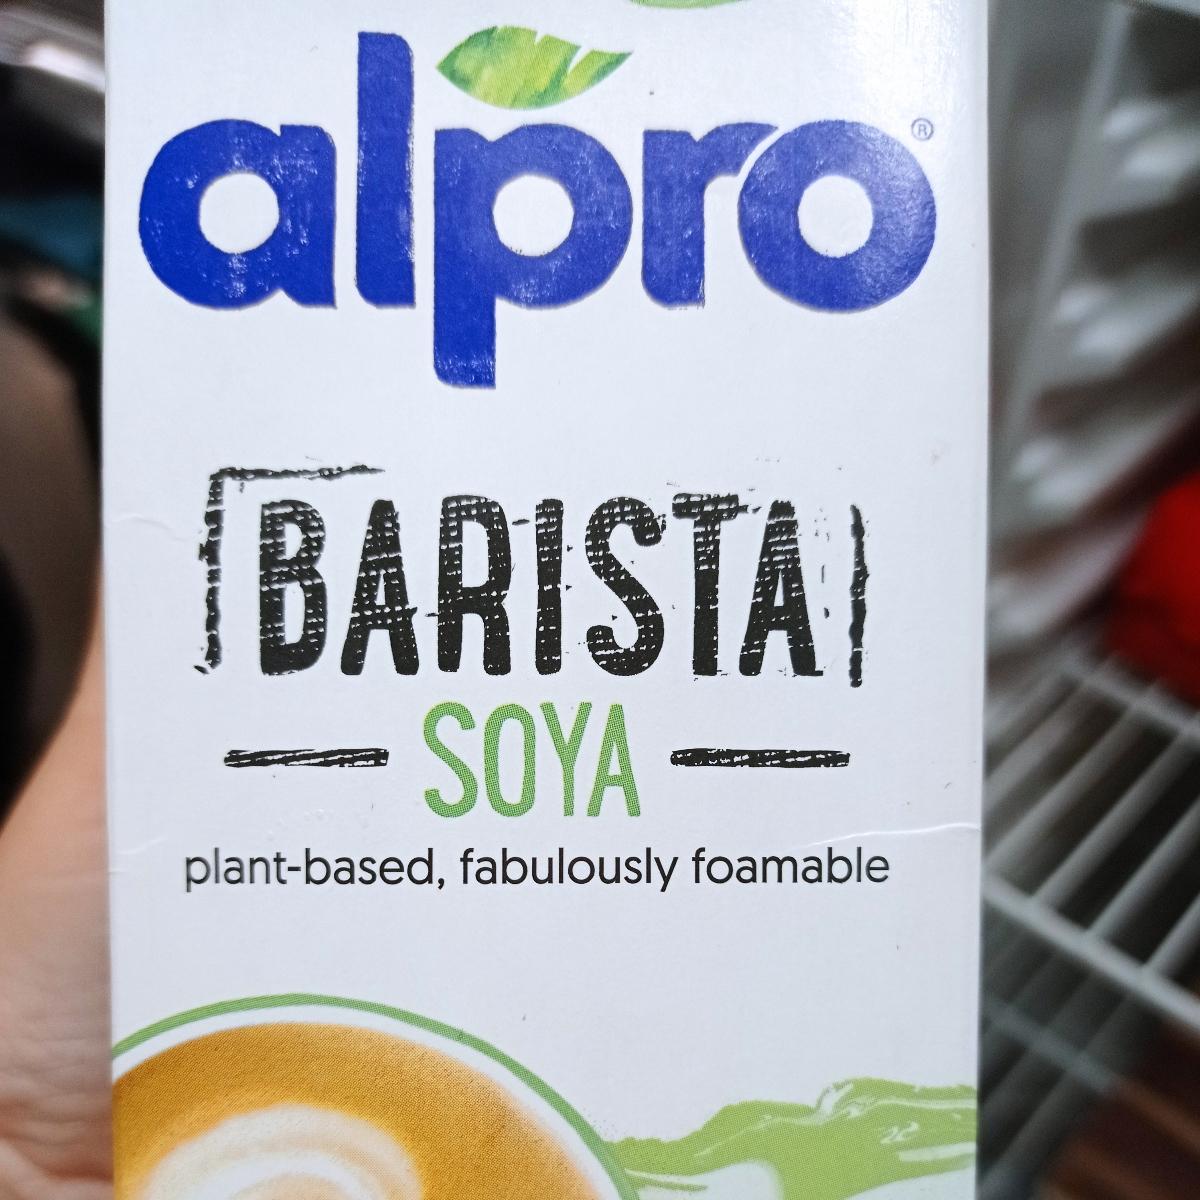 alpro®
BARISTA
SOYA
plant-based, fabulously foamable